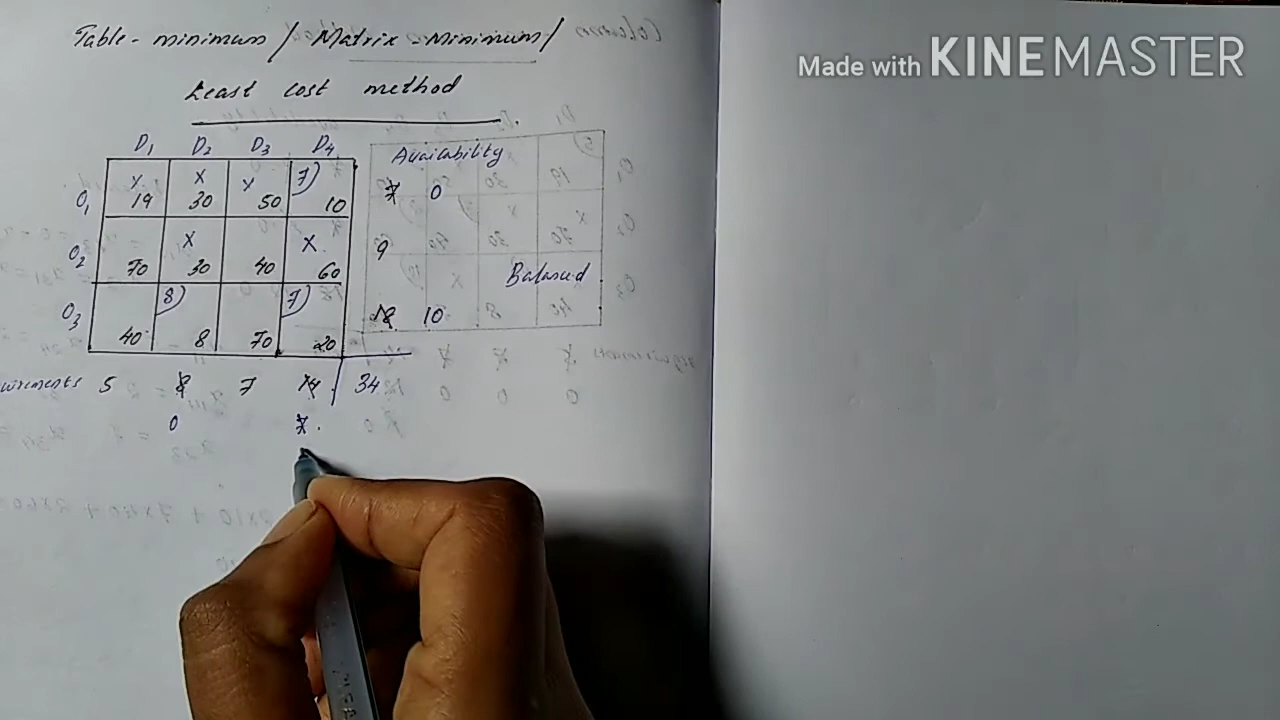 Made with KINEMASTER
Table - minimum / Matrix - Minimum /
Least cost method
D1 D2 D3 D4 Availability
O1 x 19 x 30 x 50 7) 10 7 0
O2 70 x 30 40 x 60 9
Balanced
O3 40 8) 8 70 7) 20 18 10
uirements 5 8 7 14 34
0 7